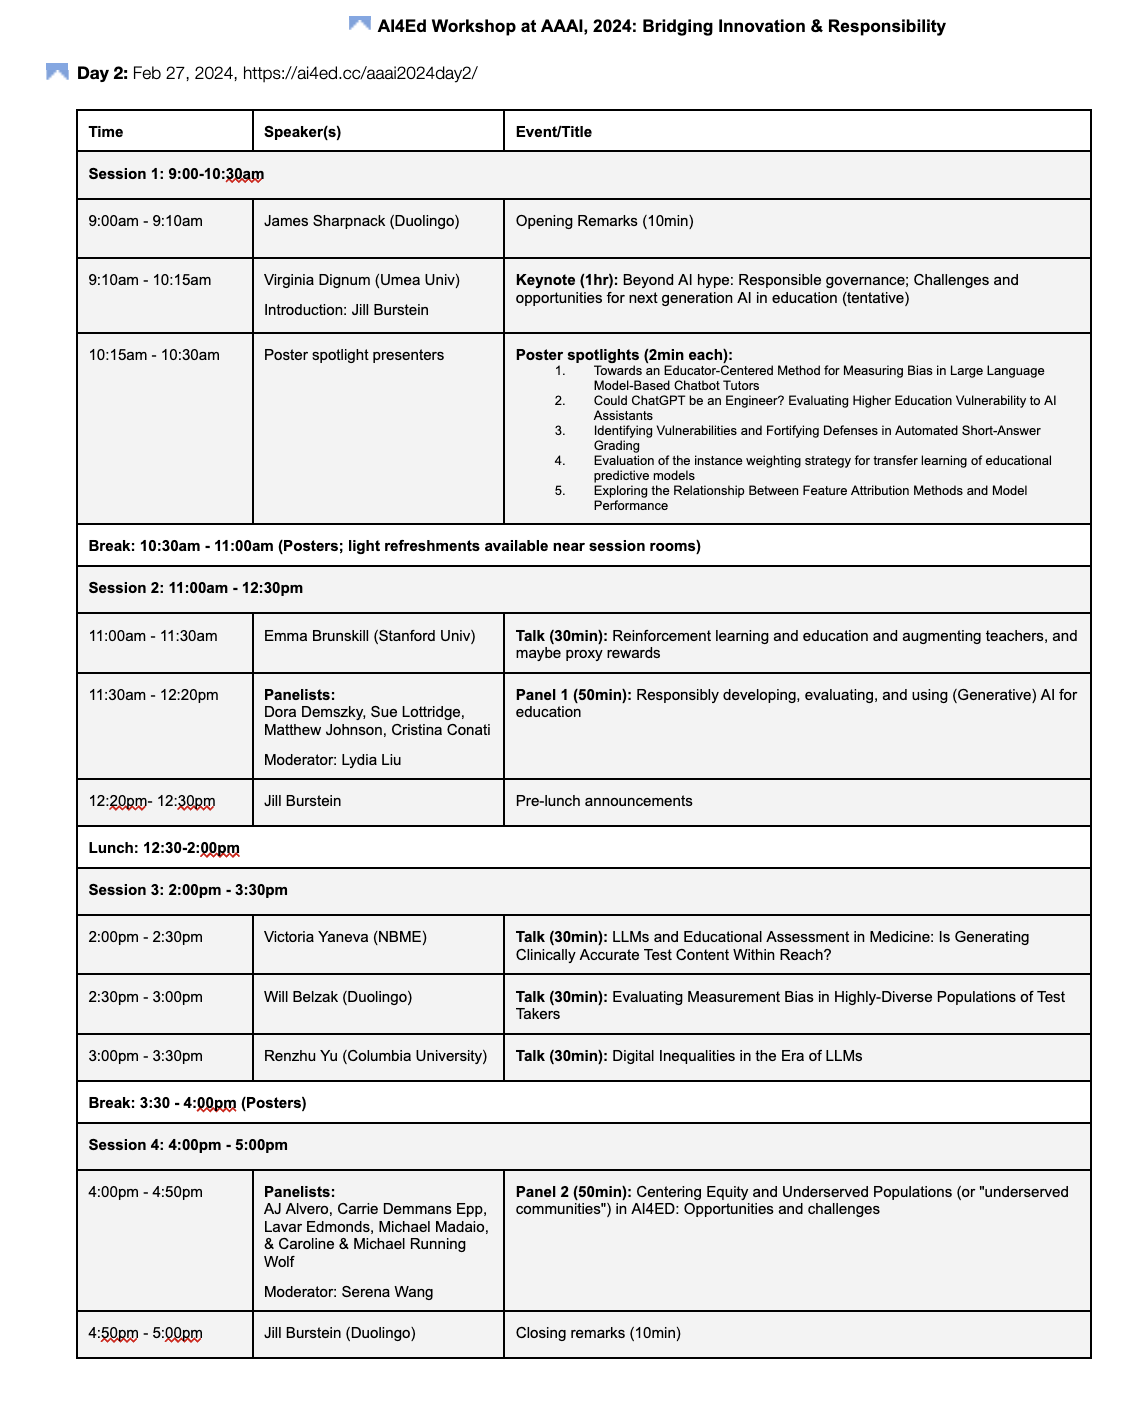 AI4Ed Workshop at AAAI, 2024: Bridging Innovation & Responsibility
Day 2: Feb 27, 2024, https://ai4ed.cc/aaai2024day2/
Time
Speaker(s)
Event/Title
Session 1: 9:00-10:30am
9:00am - 9:10am
James Sharpnack (Duolingo)
Opening Remarks (10min)
9:10am - 10:15am
Virginia Dignum (Umea Univ)
Introduction: Jill Burstein
Keynote (1hr): Beyond AI hype: Responsible governance; Challenges and
opportunities for next generation AI in education (tentative)
10:15am - 10:30am
Poster spotlight presenters
Poster spotlights (2min each):
1. Towards an Educator-Centered Method for Measuring Bias in Large Language
Model-Based Chatbot Tutors
2. Could ChatGPT be an Engineer? Evaluating Higher Education Vulnerability to AI
Assistants
3. Identifying Vulnerabilities and Fortifying Defenses in Automated Short-Answer
Grading
4. Evaluation of the instance weighting strategy for transfer learning of educational
predictive models
5. Exploring the Relationship Between Feature Attribution Methods and Model
Performance
Break: 10:30am - 11:00am (Posters; light refreshments available near session rooms)
Session 2: 11:00am - 12:30pm
11:00am - 11:30am
Emma Brunskill (Stanford Univ)
Talk (30min): Reinforcement learning and education and augmenting teachers, and
maybe proxy rewards
11:30am - 12:20pm
Panelists:
Dora Demszky, Sue Lottridge,
Matthew Johnson, Cristina Conati
Moderator: Lydia Liu
Panel 1 (50min): Responsibly developing, evaluating, and using (Generative) AI for
education
12:20pm- 12:30pm
Jill Burstein
Pre-lunch announcements
Lunch: 12:30-2:00pm
Session 3: 2:00pm - 3:30pm
2:00pm - 2:30pm
Victoria Yaneva (NBME)
Talk (30min): LLMs and Educational Assessment in Medicine: Is Generating
Clinically Accurate Test Content Within Reach?
2:30pm - 3:00pm
Will Belzak (Duolingo)
Talk (30min): Evaluating Measurement Bias in Highly-Diverse Populations of Test
Takers
3:00pm - 3:30pm
Renzhu Yu (Columbia University)
Talk (30min): Digital Inequalities in the Era of LLMs
Break: 3:30 - 4:00pm (Posters)
Session 4: 4:00pm - 5:00pm
4:00pm - 4:50pm
Panelists:
AJ Alvero, Carrie Demmans Epp,
Lavar Edmonds, Michael Madaio,
& Caroline & Michael Running
Wolf
Moderator: Serena Wang
Panel 2 (50min): Centering Equity and Underserved Populations (or "underserved
communities") in AI4ED: Opportunities and challenges
4:50pm - 5:00pm
Jill Burstein (Duolingo)
Closing remarks (10min)